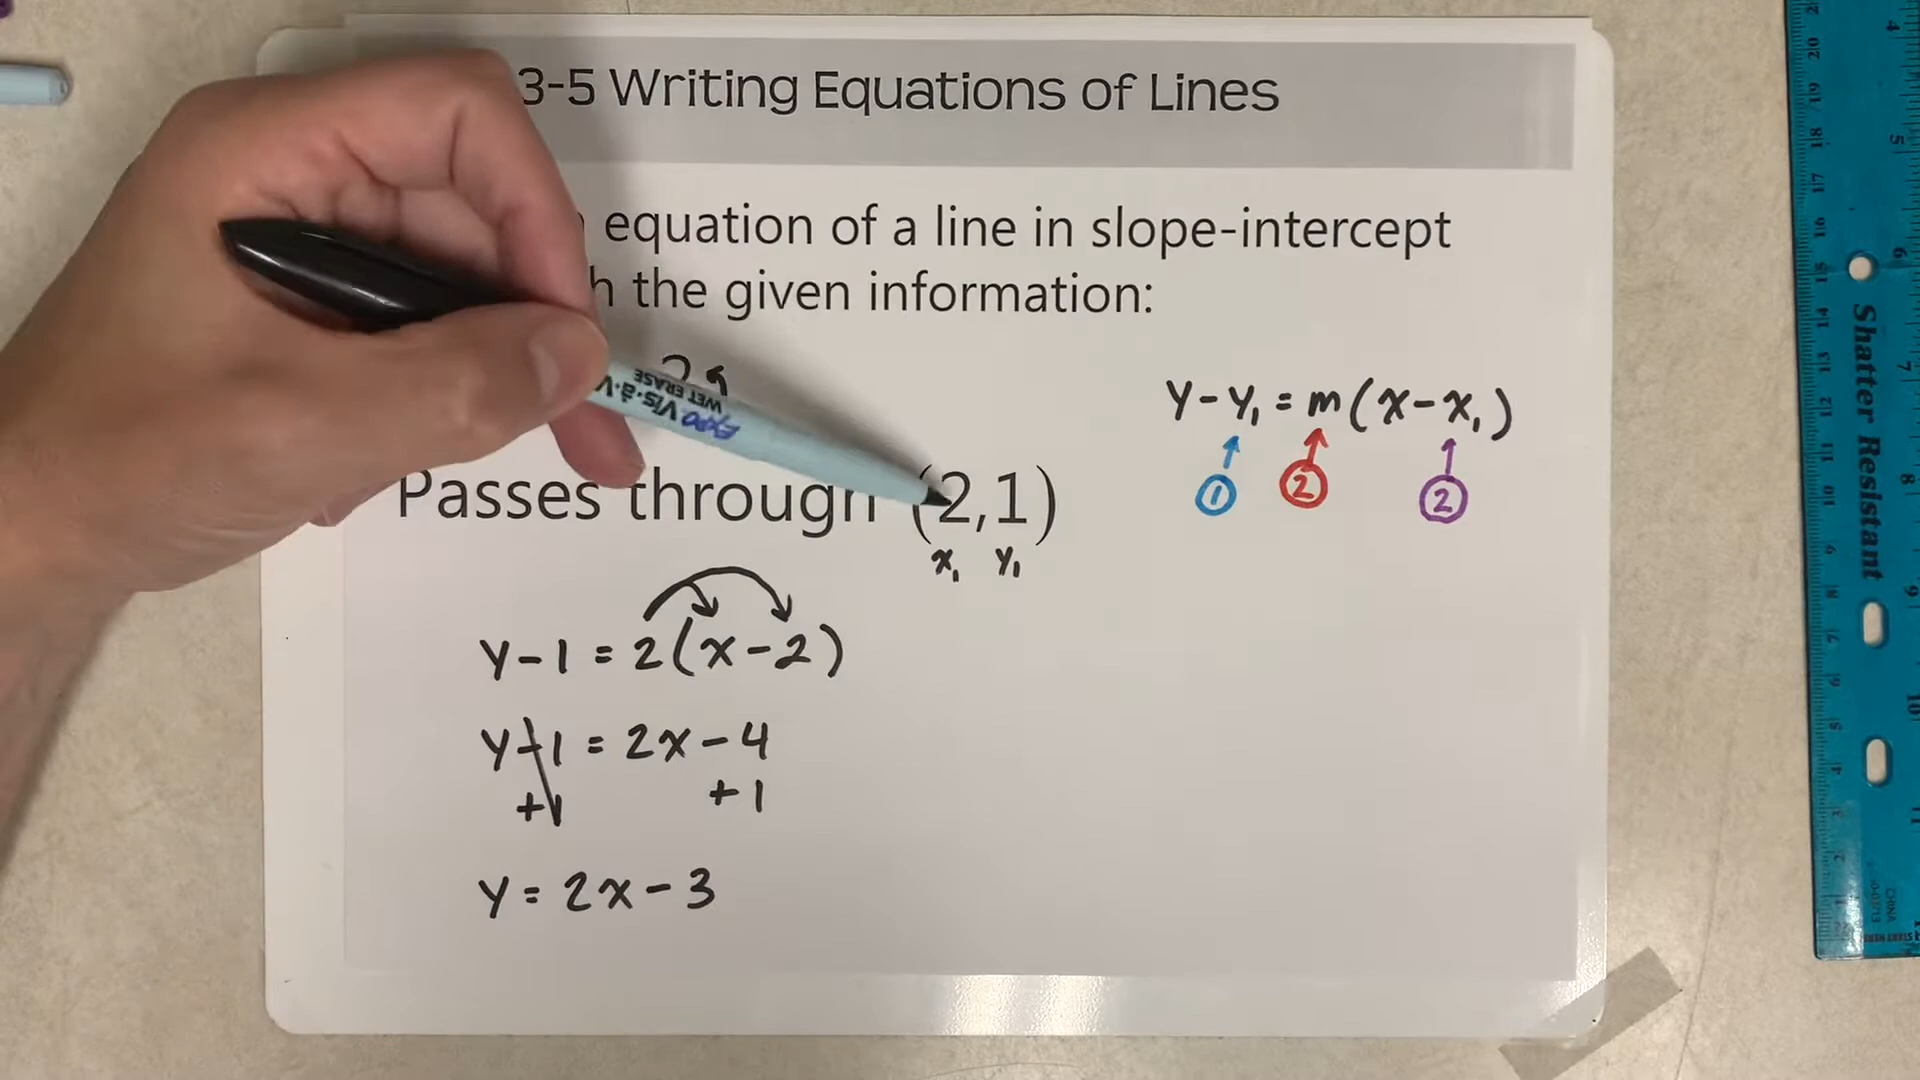 3-5 Writing Equations of Lines
equation of a line in slope-intercept
h the given information:
2
EXPO Vis-à-V
WET ERASE
Y-Y₁=m(x-x₁)
① ② ②
Passes through (2,1)
x₁ y₁
Y-1=2(x-2)
Y-1=2x-4
+1 +1
Y=2x-3
Shatter Resistant
CHINA